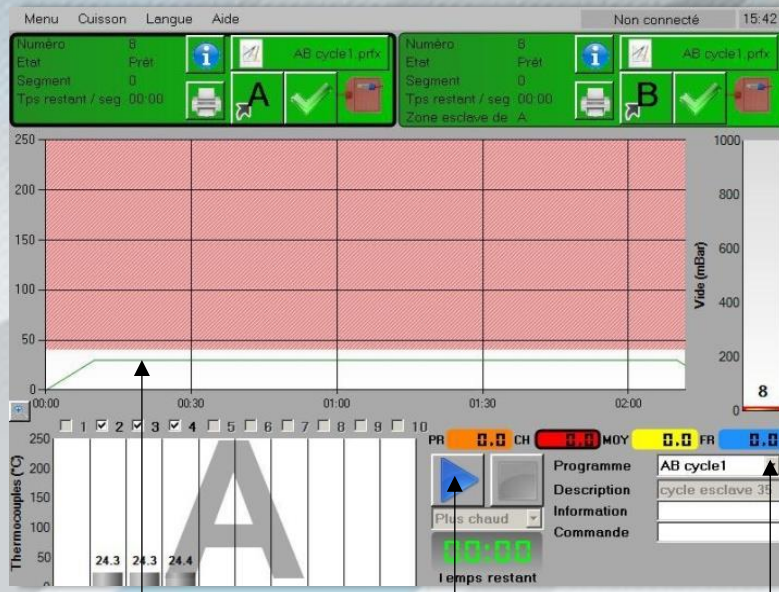 Menu Cuisson Langue Aide Non connecté 15:42
Numéro 8
Etat Prêt
Segment 0
Tps restant / seg 00:00
AB cycle1.prfx
A
Numéro 8
Etat Prêt
Segment 0
Tps restant / seg 00:00
Zone esclave de A
AB cycle1.prfx
B
250
200
150
100
50
0
00:00 00:30 01:00 01:30 02:00
Vide (mBar)
1000
800
600
400
200
0
8
1 2 3 4 5 6 7 8 9 10
Thermocouples (°C)
250
200
150
100
50
0
24.3 24.3 24.4
A
PR 0.0 CH 0.0 MOY 0.0 FR 0.0
Plus chaud
00:00
Temps restant
Programme AB cycle1
Description cycle esclave 35
Information
Commande